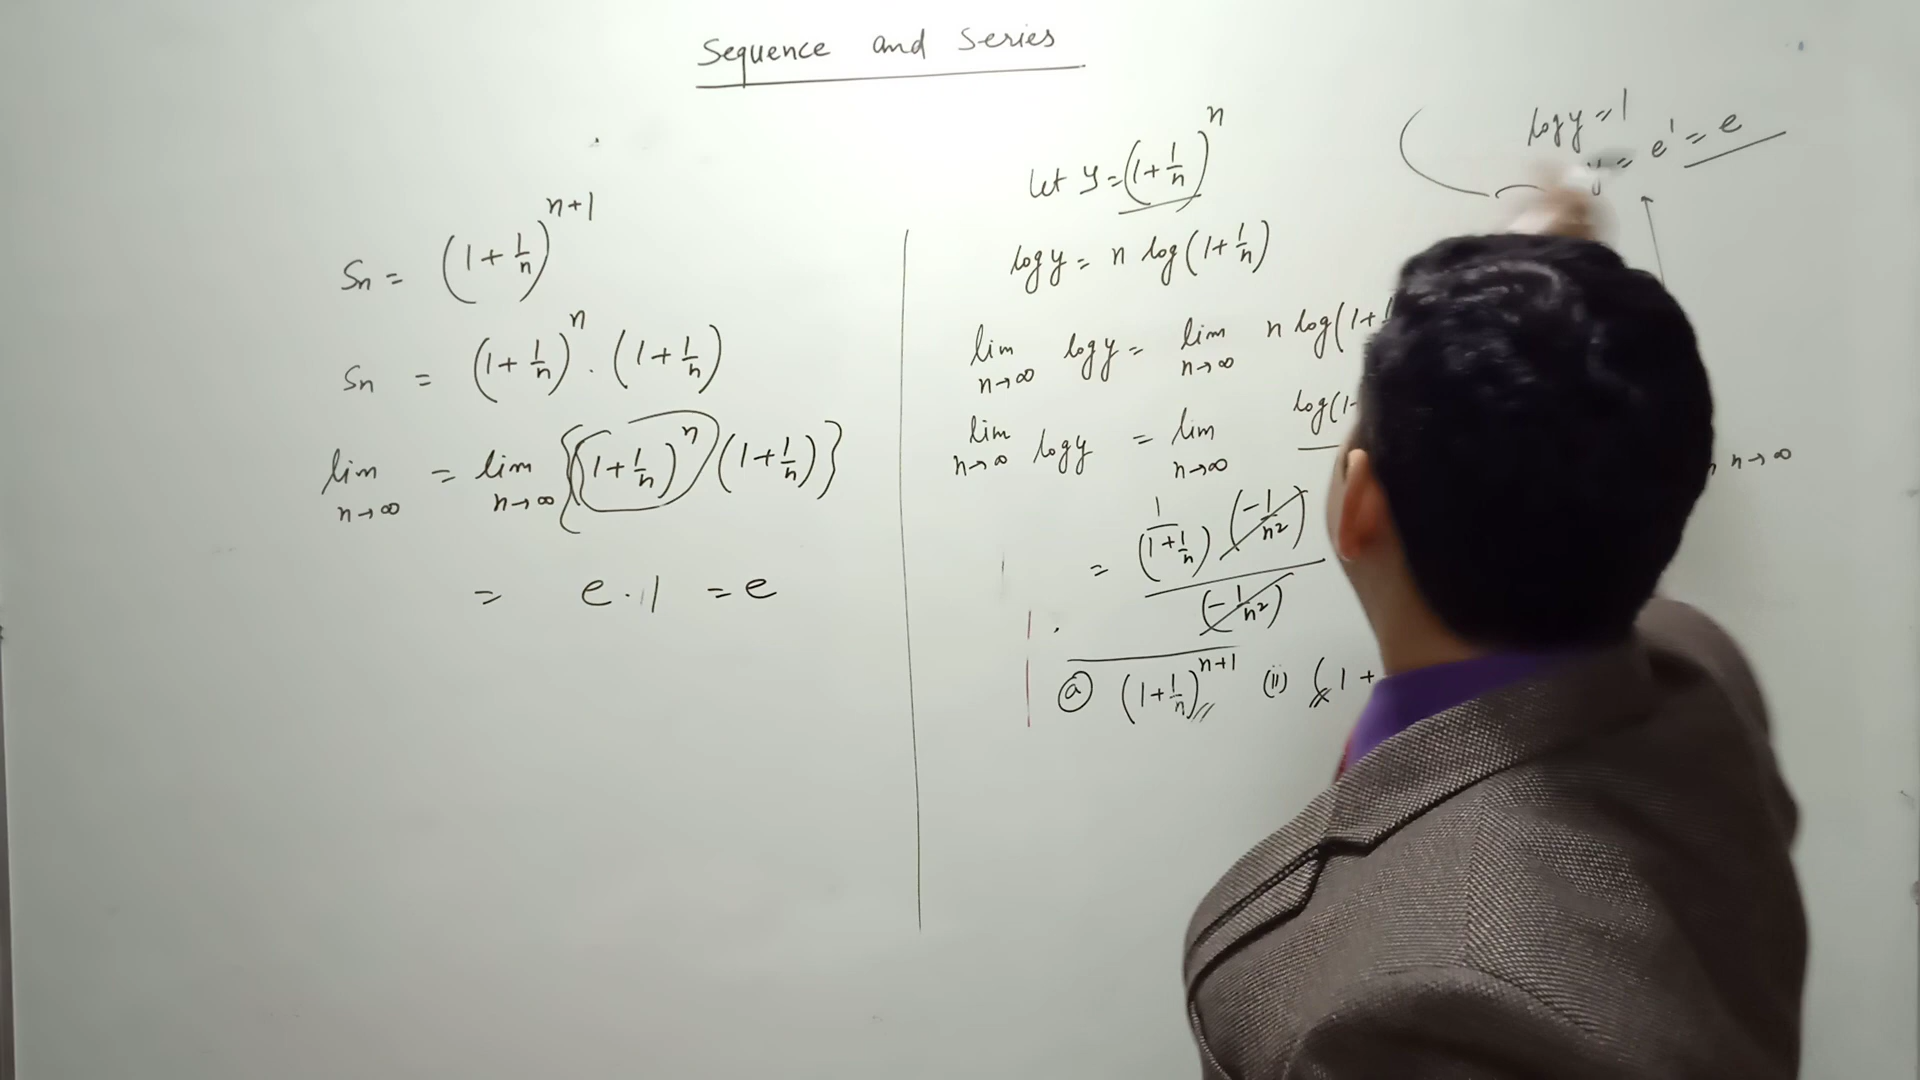 Sequence and Series
Sn = (1+1/n)^n+1
Sn = (1+1/n)^n . (1+1/n)
lim n→∞ = lim n→∞ {(1+1/n)^n (1+1/n)}
= e.1 = e
let y = (1+1/n)^n
log y = n log(1+1/n)
lim n→∞ log y = lim n→∞ n log(1+1
lim n→∞ log y = lim n→∞ log(1
= 1/(1+1/n) (-1/n²) / (-1/n²)
(a) (1+1/n)^n+1 (ii) (1+
log y = 1
y = e^1 = e
n→∞